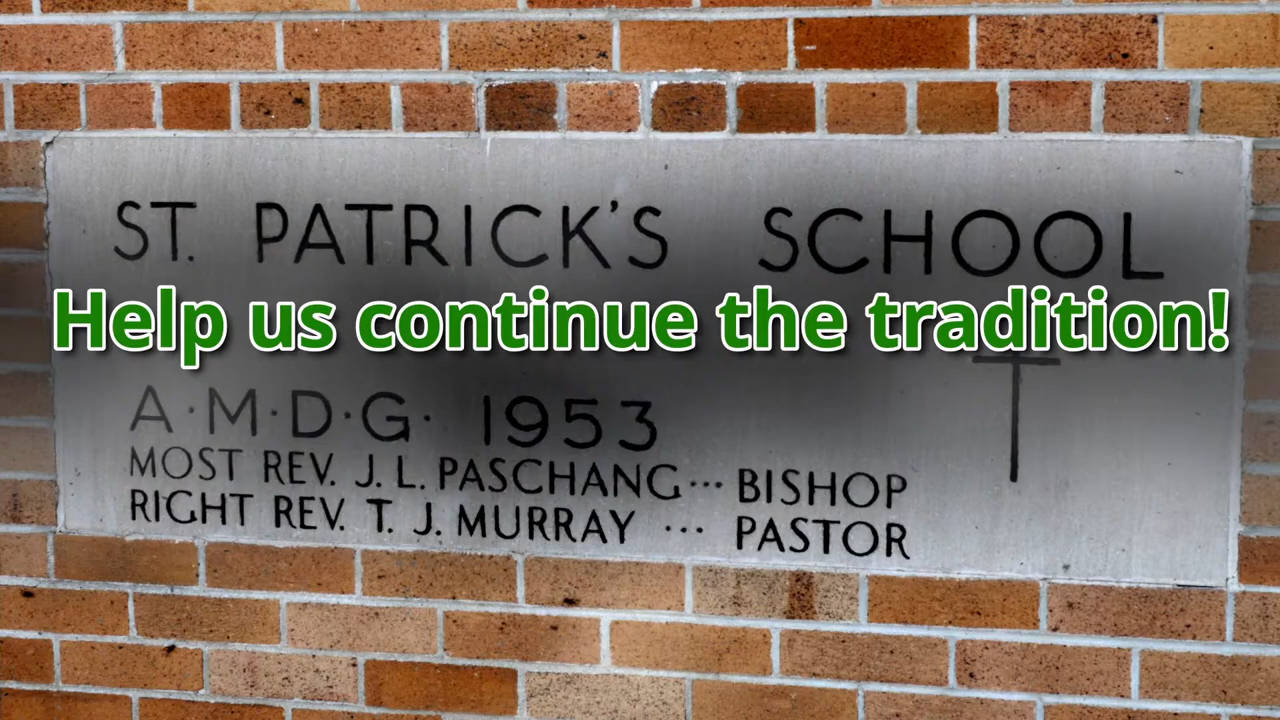 ST. PATRICK'S SCHOOL
Help us continue the tradition!
A·M·D·G· 1953
MOST REV. J. L. PASCHANG··· BISHOP
RIGHT REV. T. J. MURRAY ··· PASTOR